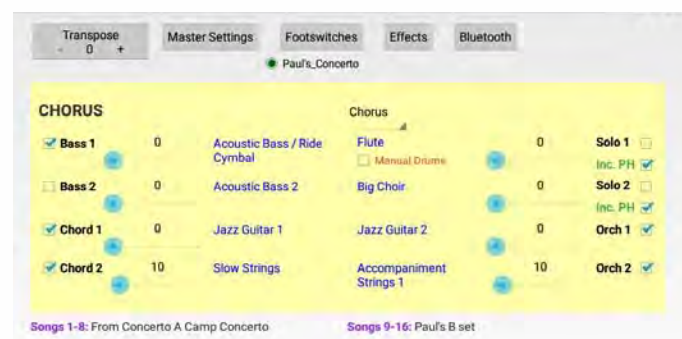 Transpose Master Settings Footswitches Effects Bluetooth
- 0 +
Paul's_Concerto
CHORUS Chorus
Bass 1 0 Acoustic Bass / Ride Flute 0 Solo 1
Cymbal Manual Drums Inc. PH
Bass 2 0 Acoustic Bass 2 Big Choir 0 Solo 2
Inc. PH
Chord 1 0 Jazz Guitar 1 Jazz Guitar 2 0 Orch 1
Chord 2 10 Slow Strings Accompaniment 10 Orch 2
Strings 1
Songs 1-8: From Concerto A Camp Concerto Songs 9-16: Paul's B set